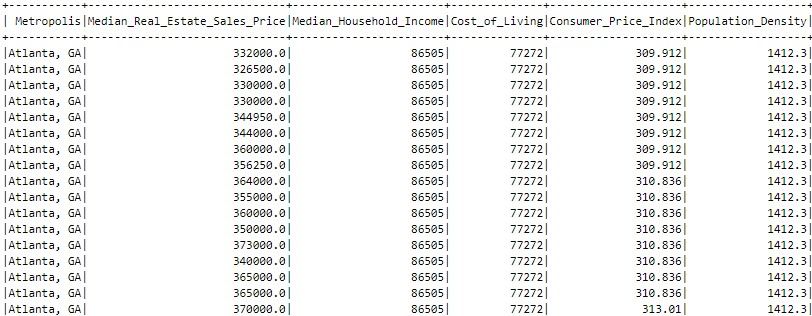 +-----------+------------------------------+-----------------------+--------------+--------------------+------------------+
| Metropolis|Median_Real_Estate_Sales_Price|Median_Household_Income|Cost_of_Living|Consumer_Price_Index|Population_Density|
+-----------+------------------------------+-----------------------+--------------+--------------------+------------------+
|Atlanta, GA| 332000.0| 86505| 77272| 309.912| 1412.3|
|Atlanta, GA| 326500.0| 86505| 77272| 309.912| 1412.3|
|Atlanta, GA| 330000.0| 86505| 77272| 309.912| 1412.3|
|Atlanta, GA| 330000.0| 86505| 77272| 309.912| 1412.3|
|Atlanta, GA| 344950.0| 86505| 77272| 309.912| 1412.3|
|Atlanta, GA| 344000.0| 86505| 77272| 309.912| 1412.3|
|Atlanta, GA| 360000.0| 86505| 77272| 309.912| 1412.3|
|Atlanta, GA| 356250.0| 86505| 77272| 309.912| 1412.3|
|Atlanta, GA| 364000.0| 86505| 77272| 310.836| 1412.3|
|Atlanta, GA| 355000.0| 86505| 77272| 310.836| 1412.3|
|Atlanta, GA| 360000.0| 86505| 77272| 310.836| 1412.3|
|Atlanta, GA| 350000.0| 86505| 77272| 310.836| 1412.3|
|Atlanta, GA| 373000.0| 86505| 77272| 310.836| 1412.3|
|Atlanta, GA| 340000.0| 86505| 77272| 310.836| 1412.3|
|Atlanta, GA| 365000.0| 86505| 77272| 310.836| 1412.3|
|Atlanta, GA| 365000.0| 86505| 77272| 310.836| 1412.3|
|Atlanta, GA| 370000.0| 86505| 77272| 313.01| 1412.3|